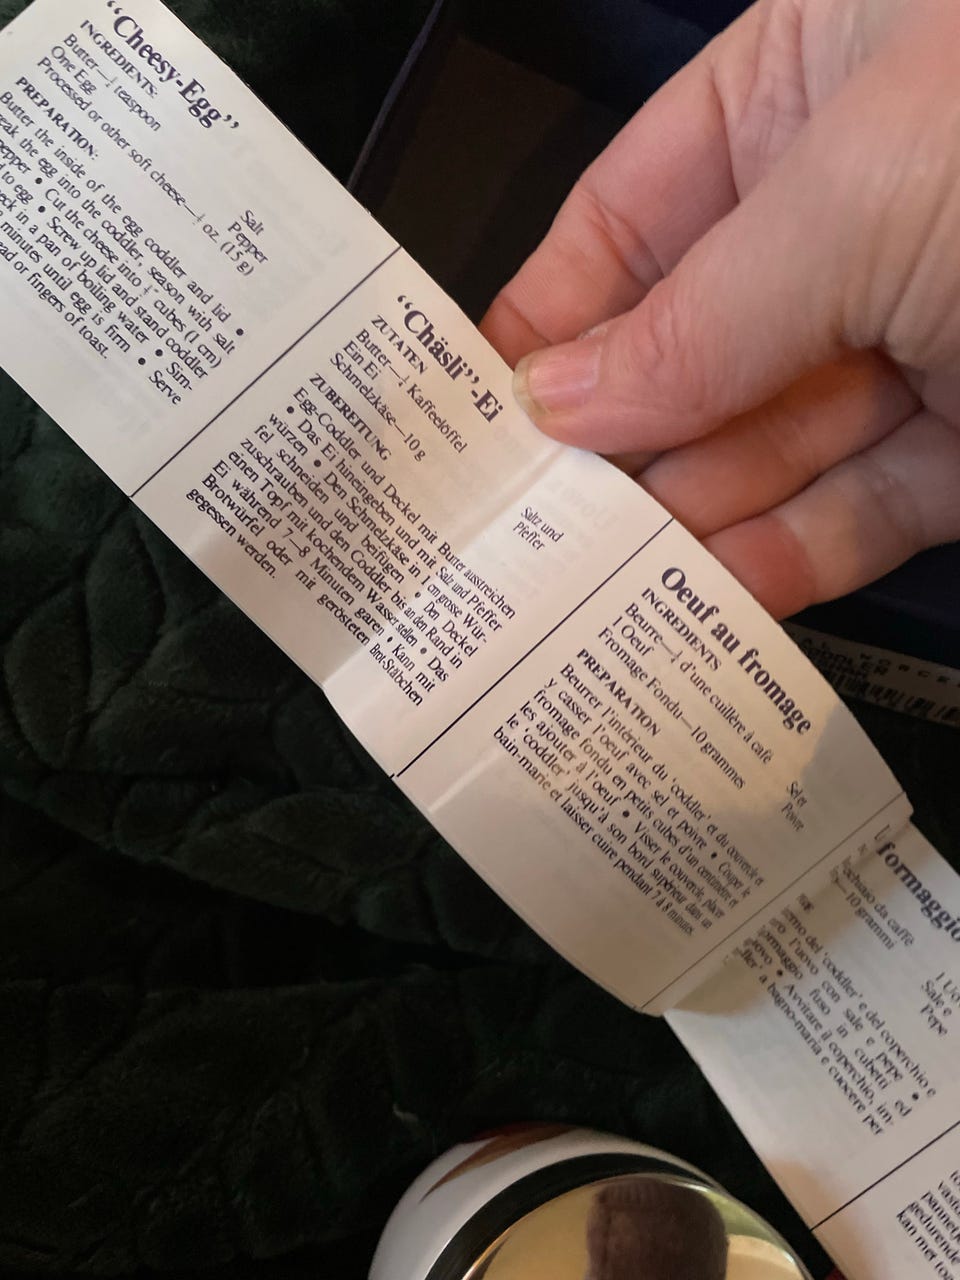 “Cheesy-Egg”
INGREDIENTS:
Butter—¼ teaspoon
One Egg
Salt
Pepper
Processed or other soft cheese—½ oz. (15 g)
PREPARATION:
Butter the inside of the egg coddler and lid •
the egg into the coddler, season with salt
pepper • Cut the cheese into cubes (1 cm)
to egg • Screw up lid and stand coddler
in a pan of boiling water • Sim-
minutes until egg is firm • Serve
or fingers of toast.
“Chäsli”-Ei
ZUTATEN
Butter—¼ Kaffeelöffel
Ein Ei
Salz und
Pfeffer
Schmelzkäse—10 g
ZUBEREITUNG
Egg-Coddler und Deckel mit Butter ausstreichen
• Das Ei hineingeben und mit Salz und Pfeffer
würzen • Den Schmelzkäse in 1 cm grosse Wür-
fel schneiden und beifügen • Den Deckel
zuschrauben und den Coddler bis an den Rand in
einen Topf mit kochendem Wasser stellen • Das
Ei während 7–8 Minuten garen • Kann mit
Brotwürfel oder mit gerösteten Brot-Stäbchen
gegessen werden.
Oeuf au fromage
INGREDIENTS
Beurre—¼ d'une cuillère à café
1 Oeuf
Sel et
Poivre
Fromage Fondu—10 grammes
PREPARATION
Beurrer l'intérieur du 'coddler' et du couvercle et
y casser l'oeuf avec sel et poivre • Couper le
fromage fondu en petits cubes d'un centimètre et
les ajouter à l'oeuf • Visser le couvercle, placer
le 'coddler' jusqu'à son bord supérieur dans un
bain-marie et laisser cuire pendant 7 à 8 minutes.
formaggio
da caffè
1 Uo
Sale e
Pepe
10 grammi
del 'coddler' e del coperchio e
l'uovo con sale e pepe •
formaggio fuso in cubetti ed
• Avvitare il coperchio, im-
a bagno-maria e cuocere per
gedurende
kan met